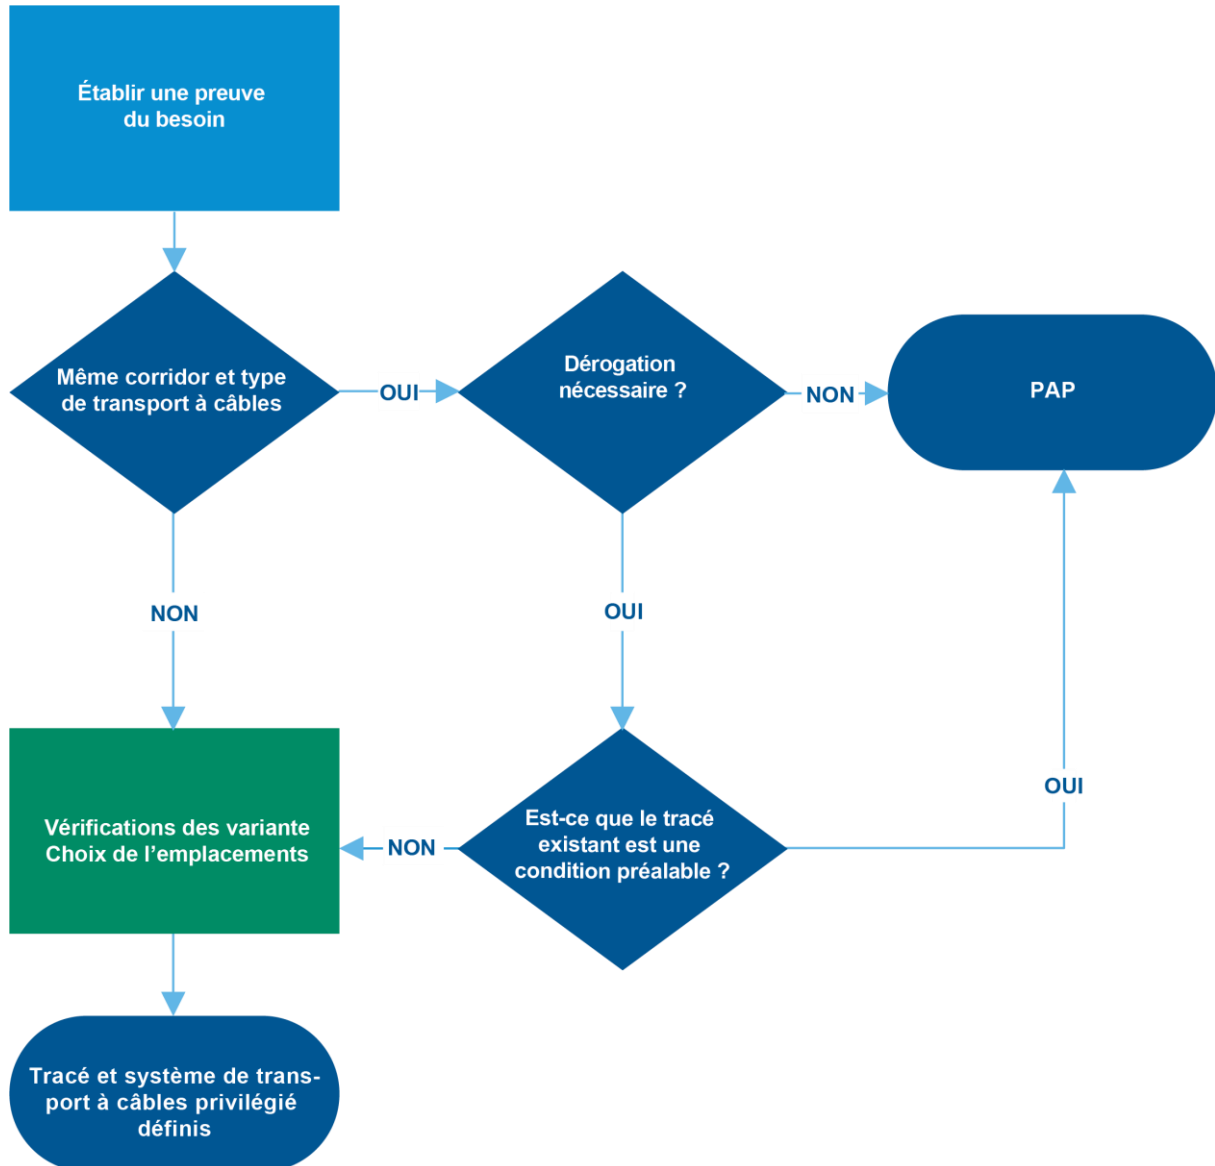 Établir une preuve
du besoin
Même corridor et type
de transport à câbles
OUI
Dérogation
nécessaire ?
NON
PAP
NON
OUI
OUI
Vérifications des variante
Choix de l'emplacements
NON
Est-ce que le tracé
existant est une
condition préalable ?
Tracé et système de trans-
port à câbles privilégié
définis